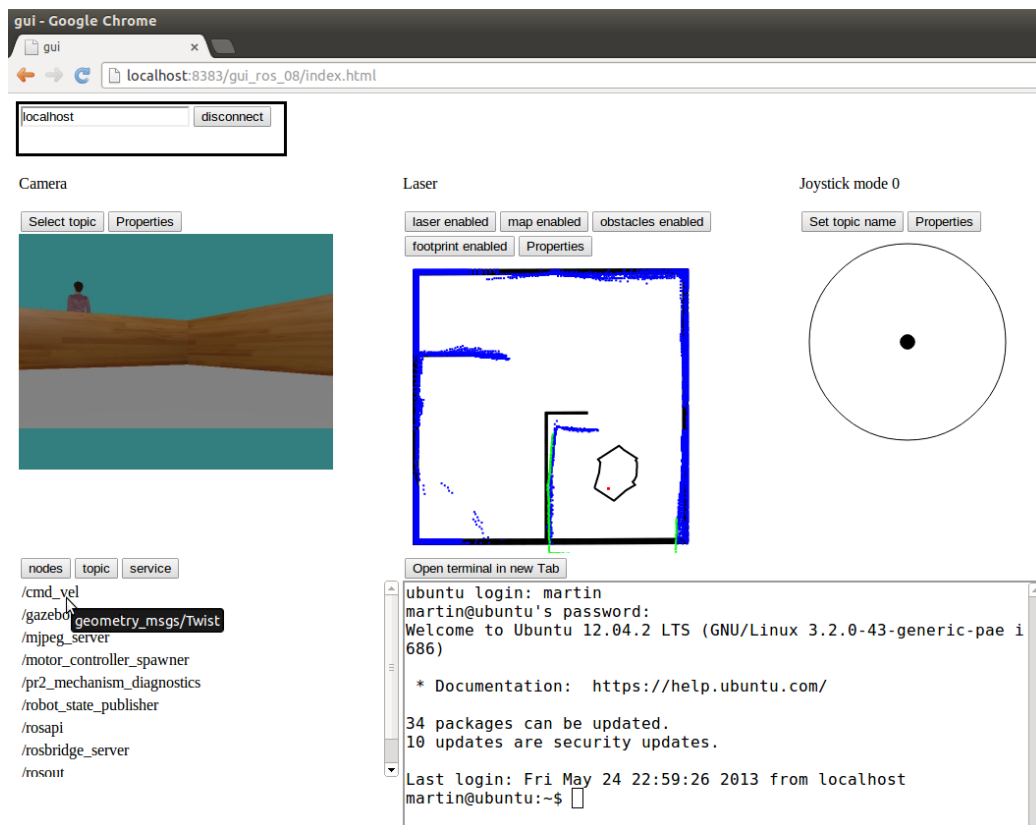 gui - Google Chrome
gui
localhost:8383/gui_ros_08/index.html
localhost disconnect
Camera
Select topic Properties
Laser
laser enabled map enabled obstacles enabled
footprint enabled Properties
Joystick mode 0
Set topic name Properties
nodes topic service
/cmd_vel
/gazebo
geometry_msgs/Twist
/mjpeg_server
/motor_controller_spawner
/pr2_mechanism_diagnostics
/robot_state_publisher
/rosapi
/rosbridge_server
/rosout
Open terminal in new Tab
ubuntu login: martin
martin@ubuntu's password:
Welcome to Ubuntu 12.04.2 LTS (GNU/Linux 3.2.0-43-generic-pae i
686)
* Documentation: https://help.ubuntu.com/
34 packages can be updated.
10 updates are security updates.
Last login: Fri May 24 22:59:26 2013 from localhost
martin@ubuntu:~$